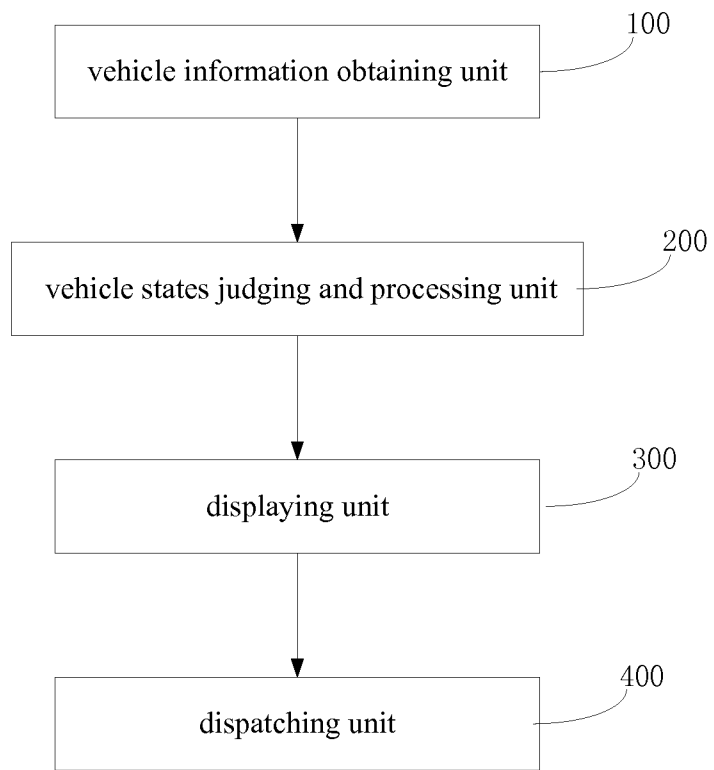 100
vehicle information obtaining unit
200
vehicle states judging and processing unit
300
displaying unit
400
dispatching unit